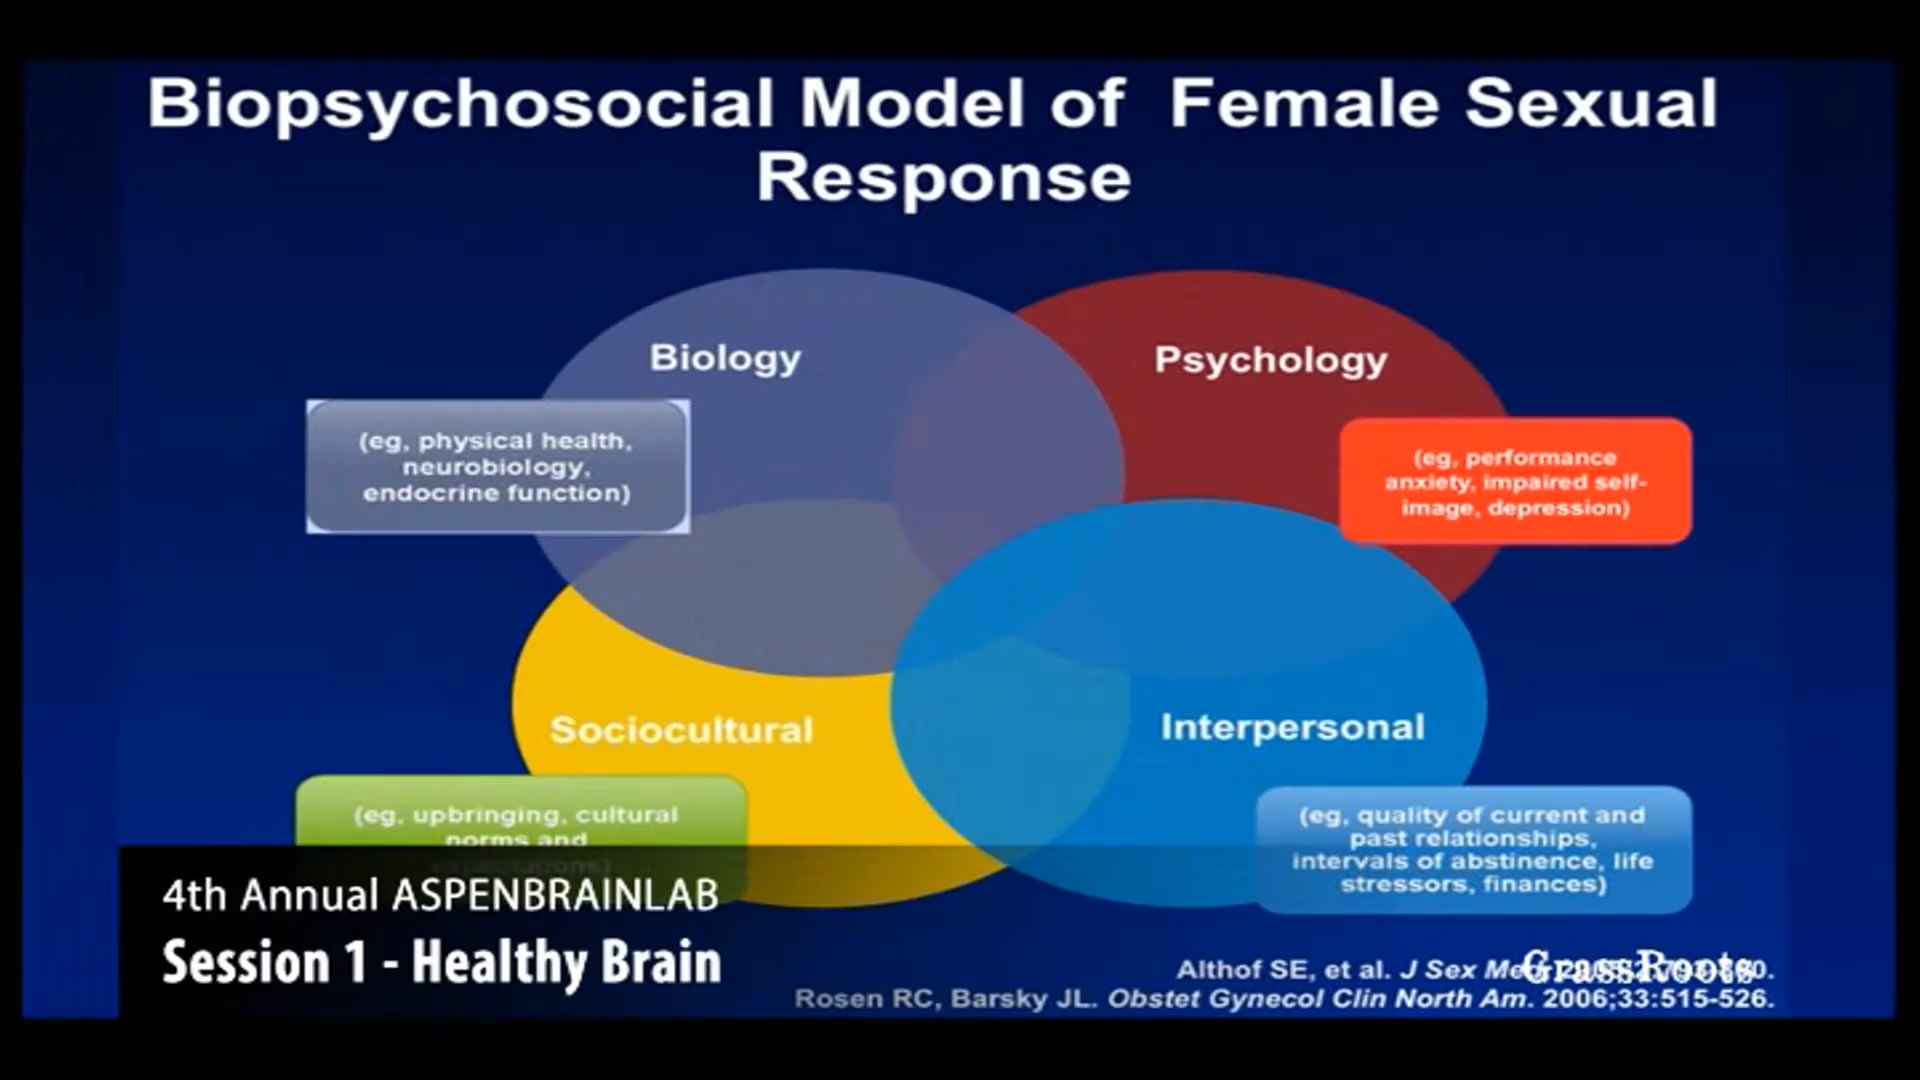 Biopsychosocial Model of Female Sexual
Response
Biology
Psychology
(eg, physical health,
neurobiology,
endocrine function)
(eg, performance
anxiety, impaired self-
image, depression)
Sociocultural
Interpersonal
(eg, upbringing, cultural
norms and
expectations)
(eg, quality of current and
past relationships,
intervals of abstinence, life
stressors, finances)
4th Annual ASPENBRAINLAB
Session 1 - Healthy Brain
Althof SE, et al. J Sex
GrassRoots
Rosen RC, Barsky JL. Obstet Gynecol Clin North Am. 2006;33:515-526.